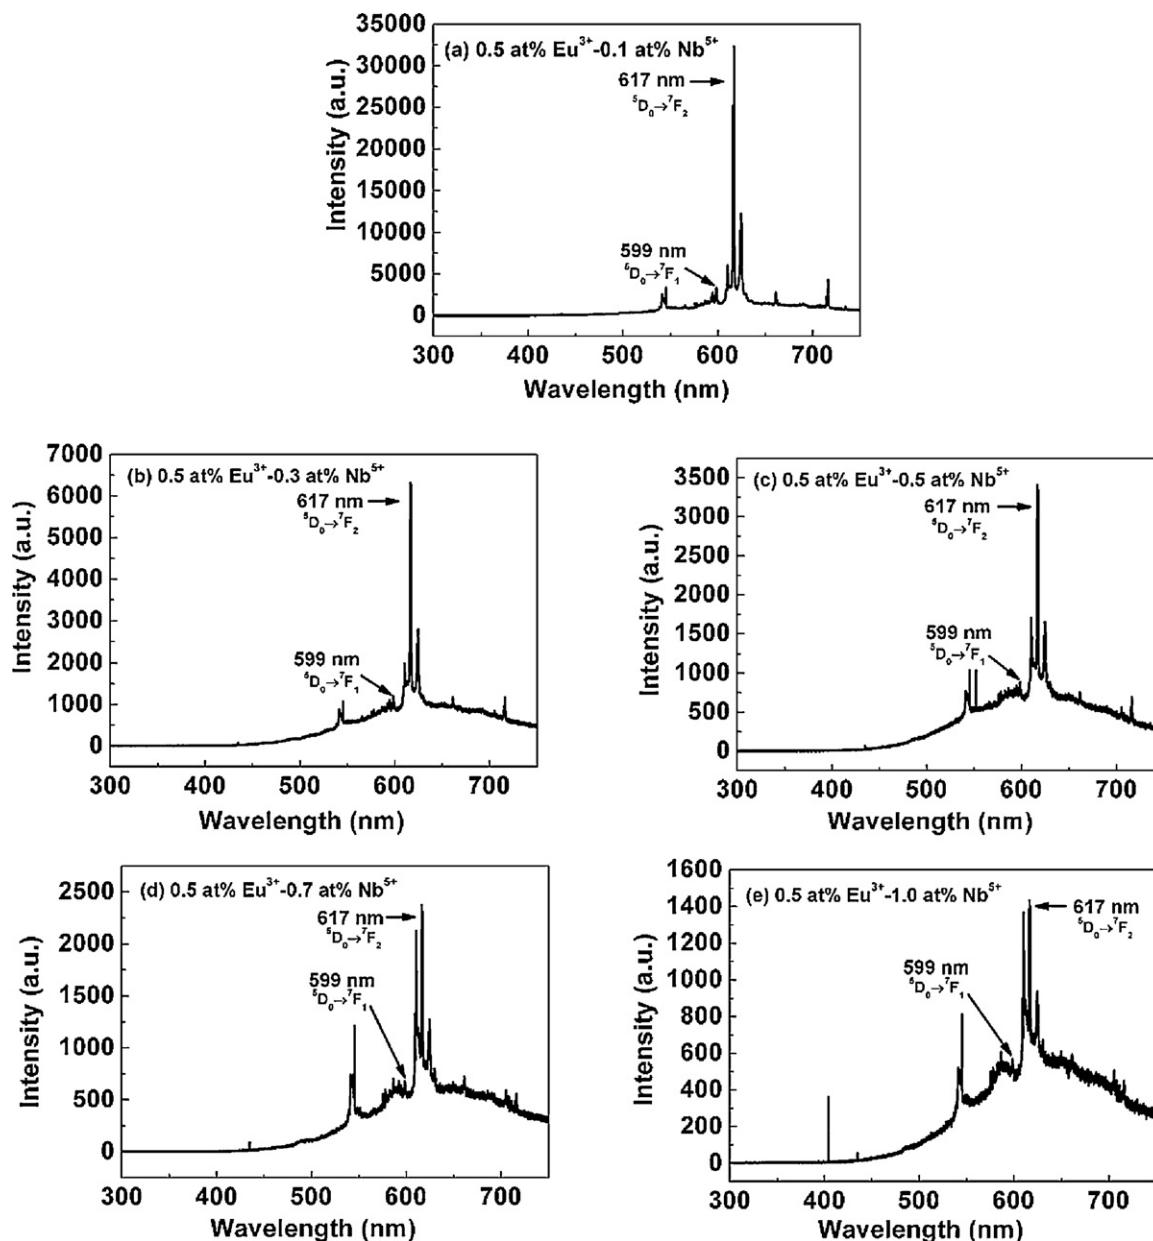 35000
30000
25000
20000
15000
10000
5000
0
Intensity (a.u.)
(a) 0.5 at% Eu³⁺-0.1 at% Nb⁵⁺
617 nm
⁵D₀→⁷F₂
599 nm
⁵D₀→⁷F₁
300 400 500 600 700
Wavelength (nm)
7000
6000
5000
4000
3000
2000
1000
0
Intensity (a.u.)
(b) 0.5 at% Eu³⁺-0.3 at% Nb⁵⁺
617 nm
⁵D₀→⁷F₂
599 nm
⁵D₀→⁷F₁
300 400 500 600 700
Wavelength (nm)
3500
3000
2500
2000
1500
1000
500
0
Intensity (a.u.)
(c) 0.5 at% Eu³⁺-0.5 at% Nb⁵⁺
617 nm
⁵D₀→⁷F₂
599 nm
⁵D₀→⁷F₁
300 400 500 600 700
Wavelength (nm)
2500
2000
1500
1000
500
0
Intensity (a.u.)
(d) 0.5 at% Eu³⁺-0.7 at% Nb⁵⁺
617 nm
⁵D₀→⁷F₂
599 nm
⁵D₀→⁷F₁
300 400 500 600 700
Wavelength (nm)
1600
1400
1200
1000
800
600
400
200
0
Intensity (a.u.)
(e) 0.5 at% Eu³⁺-1.0 at% Nb⁵⁺
617 nm
⁵D₀→⁷F₂
599 nm
⁵D₀→⁷F₁
300 400 500 600 700
Wavelength (nm)